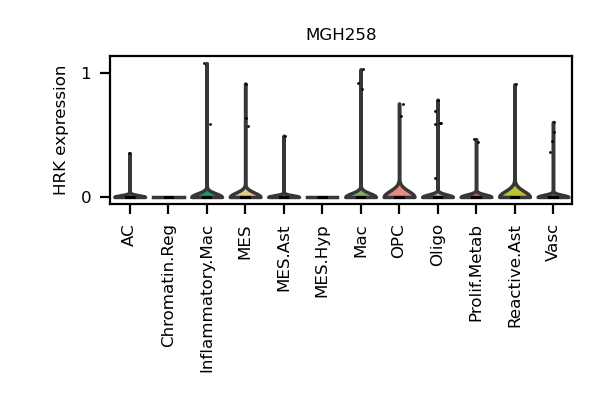 MGH258
HRK expression
1
0
AC
Chromatin.Reg
Inflammatory.Mac
MES
MES.Ast
MES.Hyp
Mac
OPC
Oligo
Prolif.Metab
Reactive.Ast
Vasc